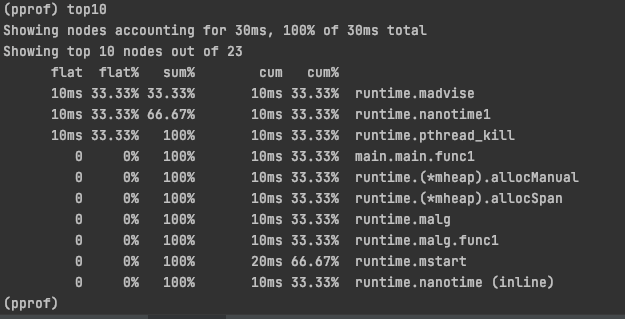 (pprof) top10
Showing nodes accounting for 30ms, 100% of 30ms total
Showing top 10 nodes out of 23
      flat  flat%   sum%        cum   cum%
      10ms 33.33% 33.33%       10ms 33.33%  runtime.madvise
      10ms 33.33% 66.67%       10ms 33.33%  runtime.nanotime1
      10ms 33.33%   100%       10ms 33.33%  runtime.pthread_kill
         0     0%   100%       10ms 33.33%  main.main.func1
         0     0%   100%       10ms 33.33%  runtime.(*mheap).allocManual
         0     0%   100%       10ms 33.33%  runtime.(*mheap).allocSpan
         0     0%   100%       10ms 33.33%  runtime.malg
         0     0%   100%       10ms 33.33%  runtime.malg.func1
         0     0%   100%       20ms 66.67%  runtime.mstart
         0     0%   100%       10ms 33.33%  runtime.nanotime (inline)
(pprof)